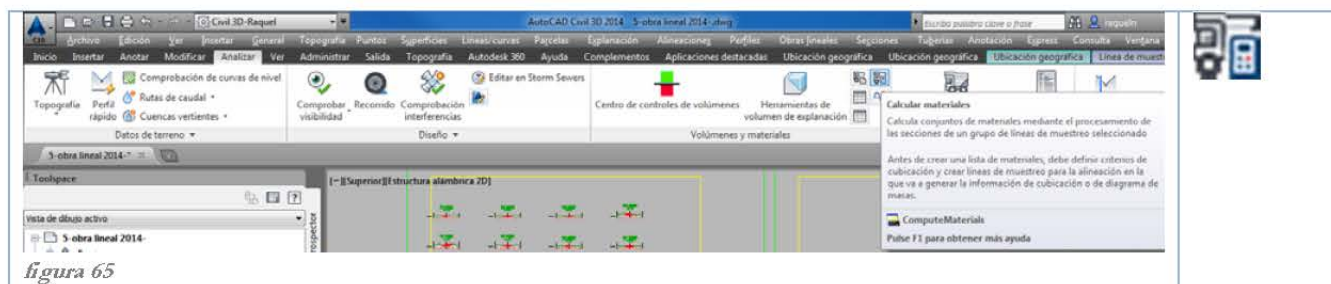 Civil 3D-Raquel
AutoCAD Civil 3D 2014 5-obra lineal 2014-.dwg
Escriba palabra clave o frase
raqueln
Archivo Edición Ver Insertar General Topografía Puntos Superficies Líneas/curvas Parcelas Explanación Alineaciones Perfiles Obras lineales Secciones Tuberías Anotación Express Consulta Ventana
Inicio Insertar Anotar Modificar Analizar Ver Administrar Salida Topografía Autodesk 360 Ayuda Complementos Aplicaciones destacadas Ubicación geográfica Ubicación geográfica Ubicación geográfica Línea de muest
Topografía
Perfil rápido
Comprobación de curvas de nivel
Rutas de caudal
Cuencas vertientes
Comprobar visibilidad
Recorrido
Comprobación interferencias
Editar en Storm Sewers
Centro de controles de volúmenes
Herramientas de volumen de explanación
Datos de terreno
Diseño
Volúmenes y materiales
Calcular materiales
Calcula conjuntos de materiales mediante el procesamiento de
las secciones de un grupo de líneas de muestreo seleccionado
Antes de crear una lista de materiales, debe definir criterios de
cubicación y crear líneas de muestreo para la alineación en la
que va a generar la información de cubicación o de diagrama de
masas.
ComputeMaterials
Pulse F1 para obtener más ayuda
5-obra lineal 2014-*
Toolspace
[-][Superior][Estructura alámbrica 2D]
Vista de dibujo activo
5-obra lineal 2014-
figura 65